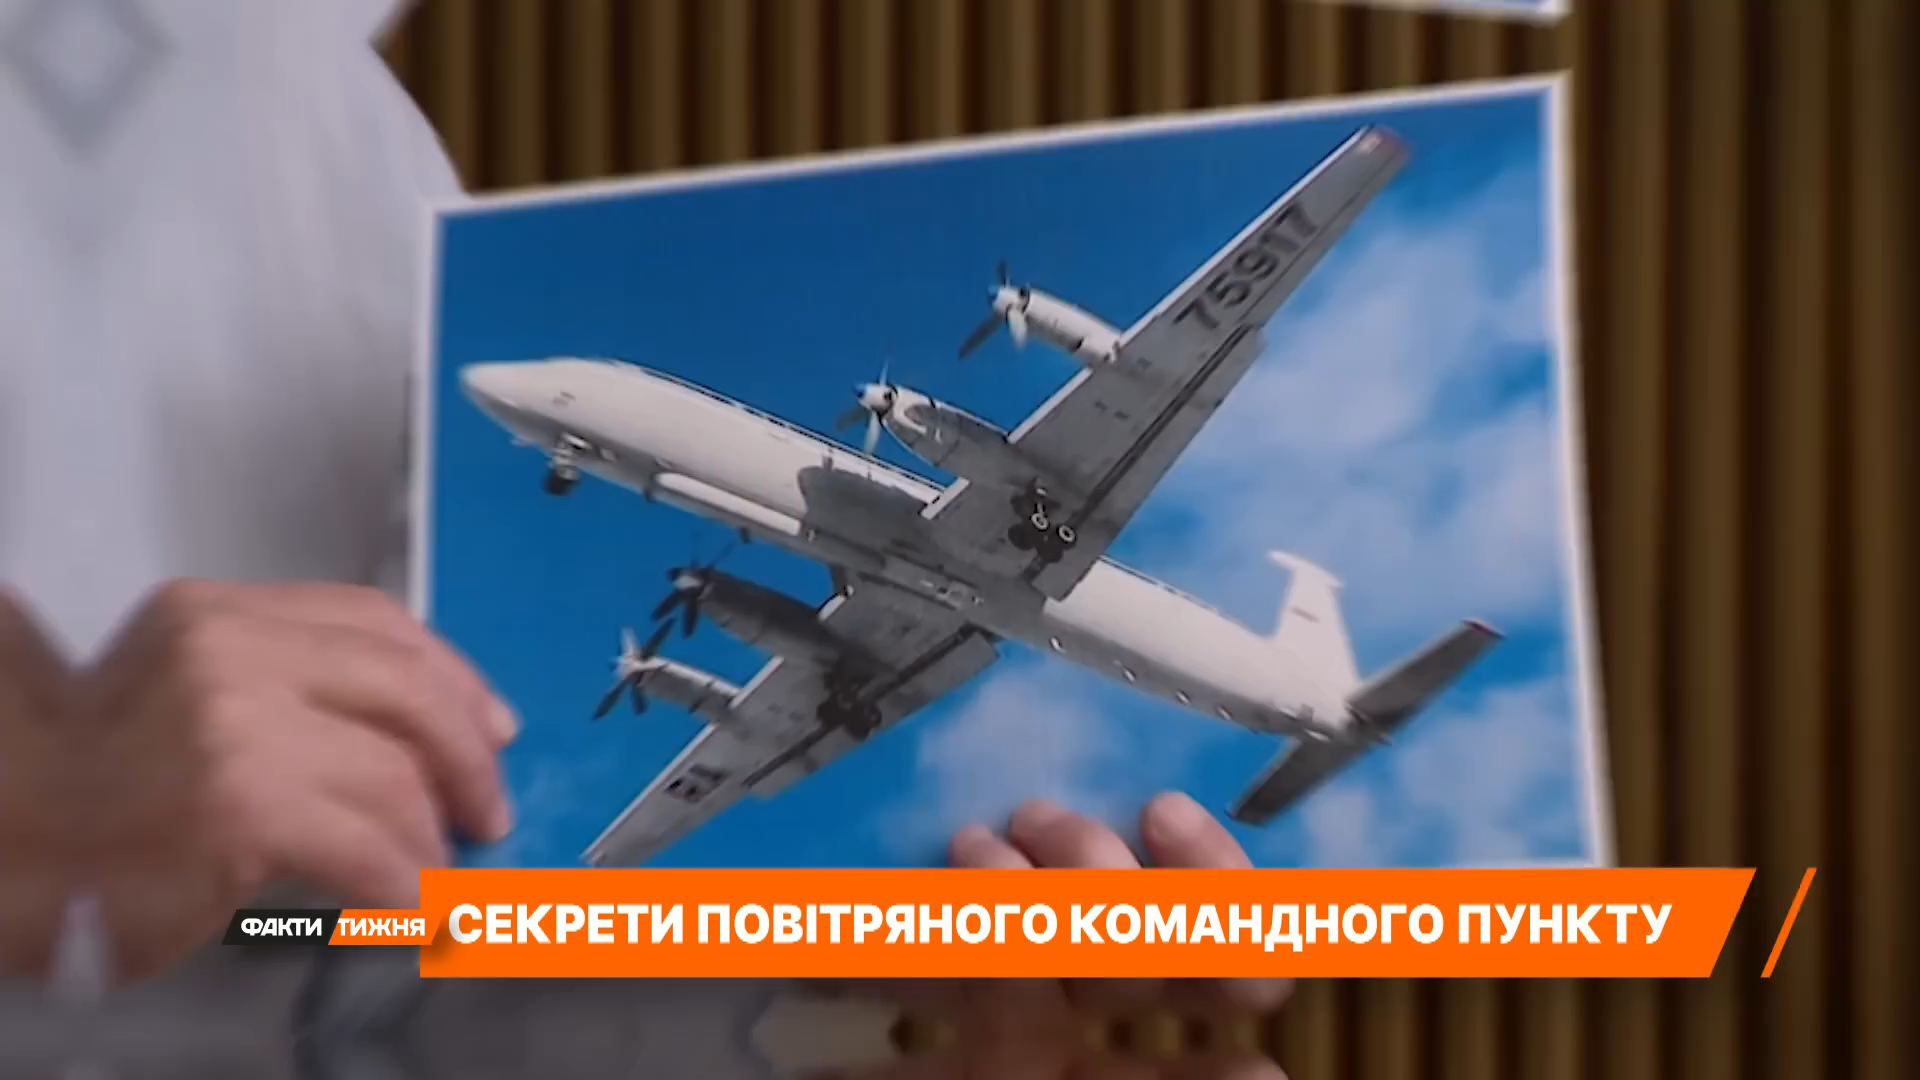 75917
ФАКТИ ТИЖНЯ
СЕКРЕТИ ПОВІТРЯНОГО КОМАНДНОГО ПУНКТУ